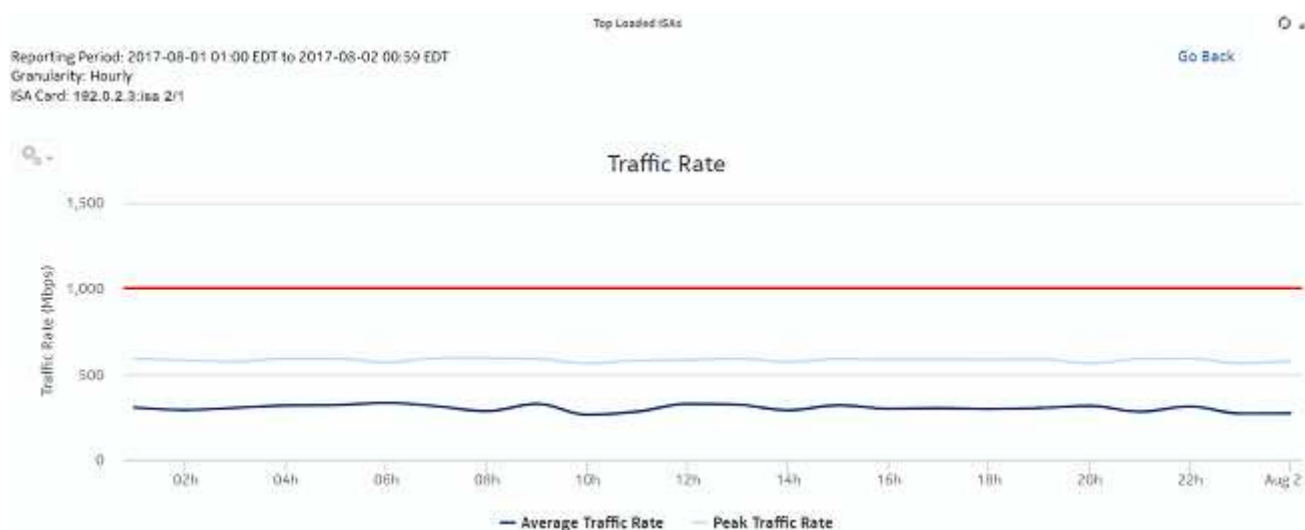 Top Loaded ISAs
Reporting Period: 2017-08-01 01:00 EDT to 2017-08-02 00:59 EDT
Go Back
Granularity: Hourly
ISA Card: 192.0.2.3:isa 2/1
Traffic Rate
Traffic Rate (Mbps)
1,500
1,000
500
0
02h 04h 06h 08h 10h 12h 14h 16h 18h 20h 22h Aug 2
Average Traffic Rate Peak Traffic Rate